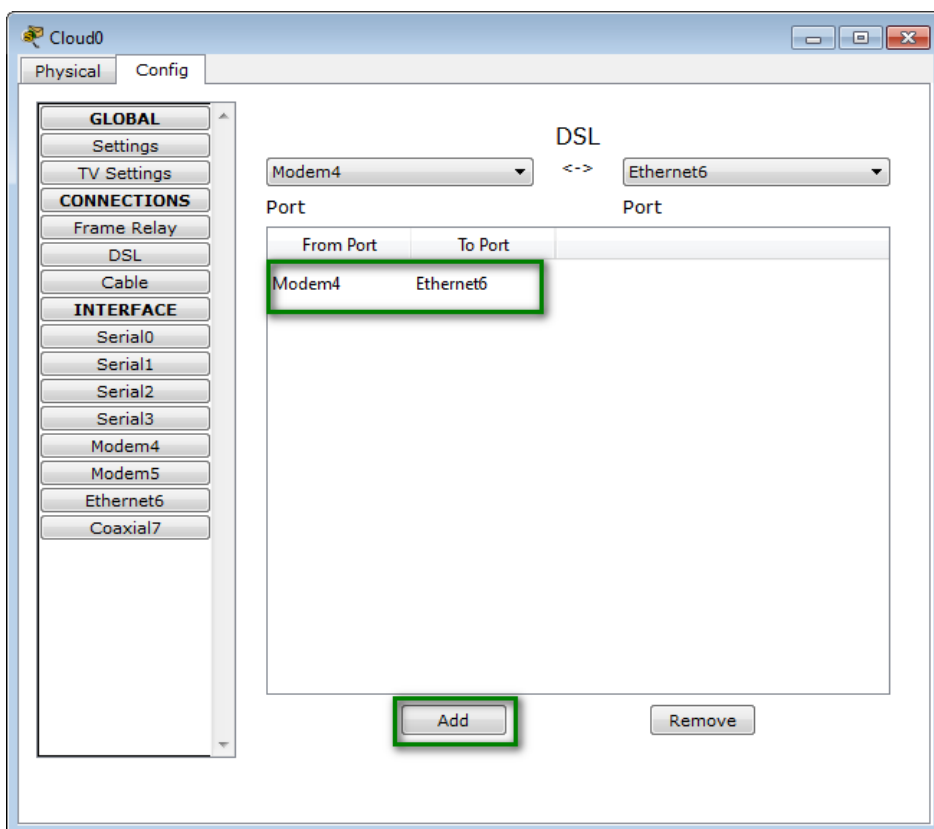 Cloud0
Physical Config
GLOBAL
Settings
TV Settings
CONNECTIONS
Frame Relay
DSL
Cable
INTERFACE
Serial0
Serial1
Serial2
Serial3
Modem4
Modem5
Ethernet6
Coaxial7
DSL
Modem4 <-> Ethernet6
Port Port
From Port To Port
Modem4 Ethernet6
Add Remove